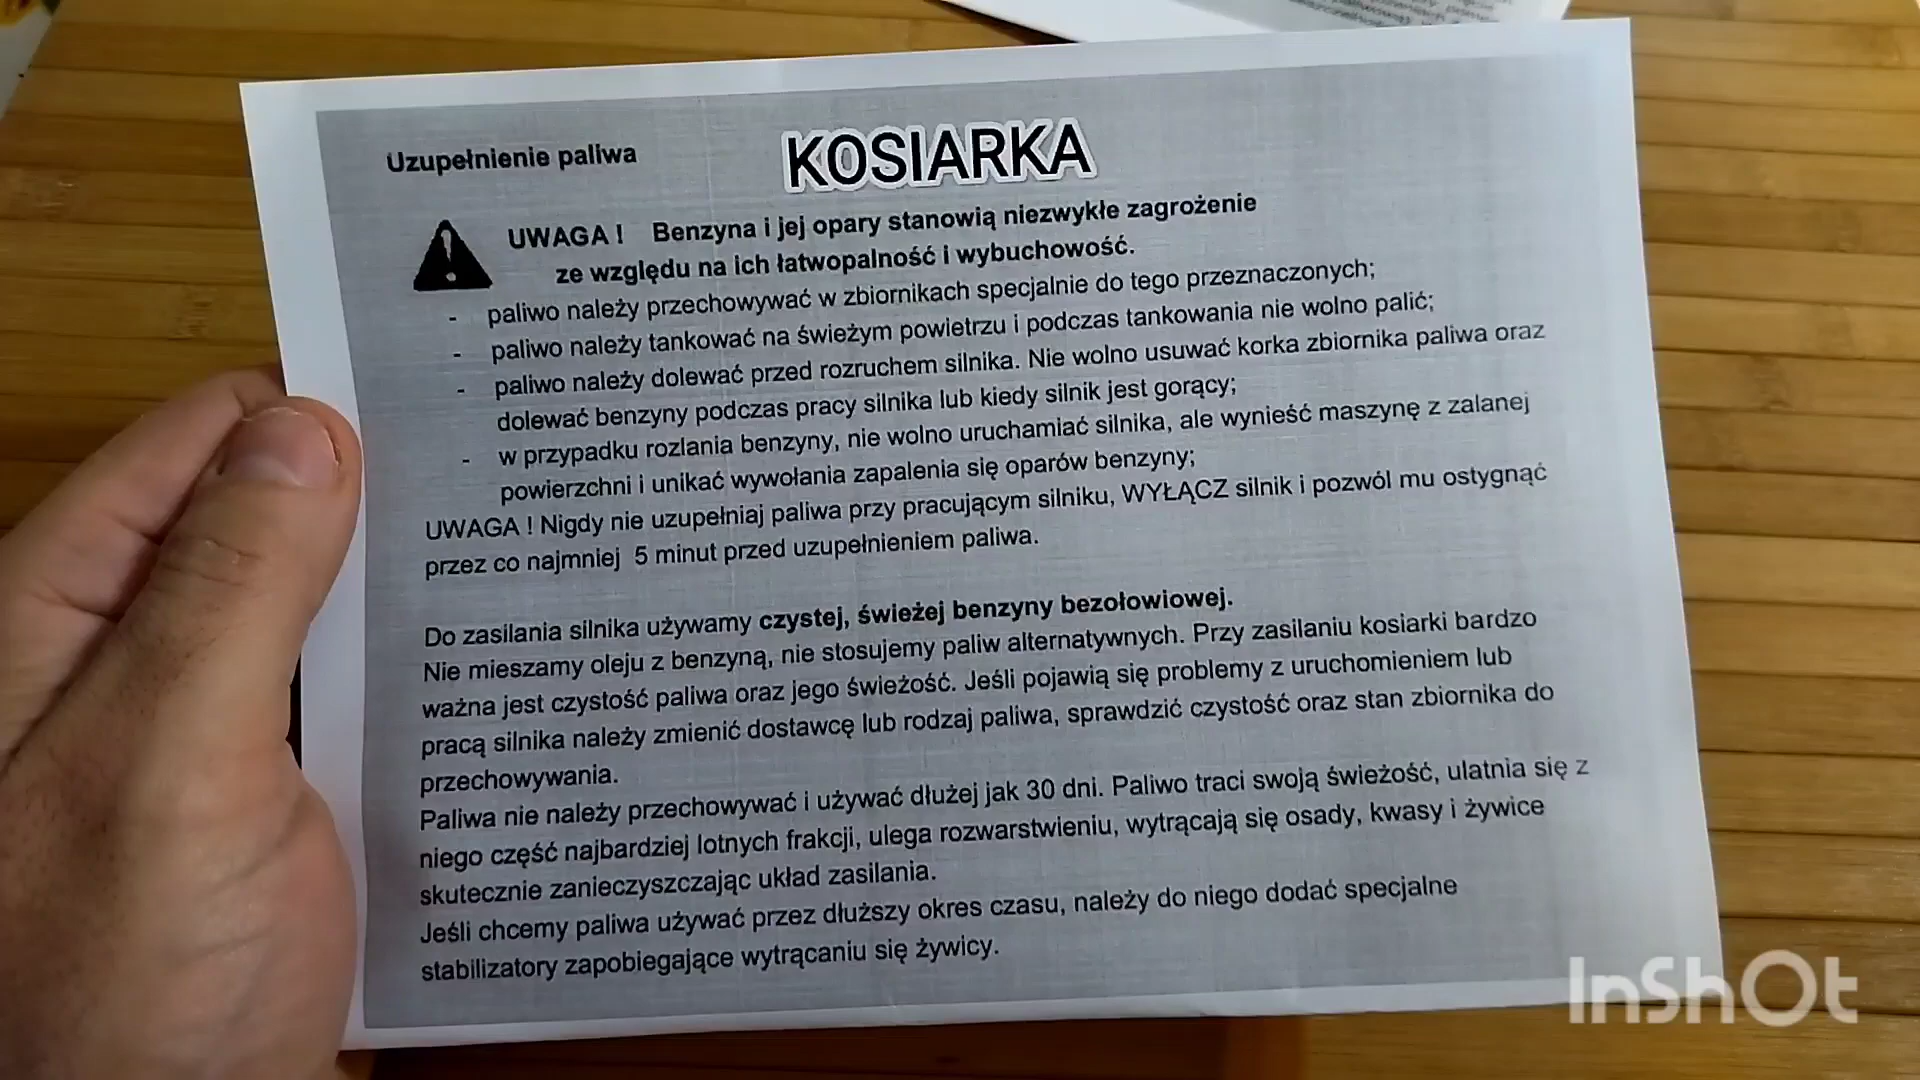 Uzupełnienie paliwa
KOSIARKA
UWAGA ! Benzyna i jej opary stanowią niezwykłe zagrożenie
ze względu na ich łatwopalność i wybuchowość.
- paliwo należy przechowywać w zbiornikach specjalnie do tego przeznaczonych;
- paliwo należy tankować na świeżym powietrzu i podczas tankowania nie wolno palić;
- paliwo należy dolewać przed rozruchem silnika. Nie wolno usuwać korka zbiornika paliwa oraz
dolewać benzyny podczas pracy silnika lub kiedy silnik jest gorący;
- w przypadku rozlania benzyny, nie wolno uruchamiać silnika, ale wynieść maszynę z zalanej
powierzchni i unikać wywołania zapalenia się oparów benzyny;
UWAGA ! Nigdy nie uzupełniaj paliwa przy pracującym silniku, WYŁĄCZ silnik i pozwól mu ostygnąć
przez co najmniej 5 minut przed uzupełnieniem paliwa.
Do zasilania silnika używamy czystej, świeżej benzyny bezołowiowej.
Nie mieszamy oleju z benzyną, nie stosujemy paliw alternatywnych. Przy zasilaniu kosiarki bardzo
ważna jest czystość paliwa oraz jego świeżość. Jeśli pojawią się problemy z uruchomieniem lub
pracą silnika należy zmienić dostawcę lub rodzaj paliwa, sprawdzić czystość oraz stan zbiornika do
przechowywania.
Paliwa nie należy przechowywać i używać dłużej jak 30 dni. Paliwo traci swoją świeżość, ulatnia się z
niego część najbardziej lotnych frakcji, ulega rozwarstwieniu, wytrącają się osady, kwasy i żywice
skutecznie zanieczyszczając układ zasilania.
Jeśli chcemy paliwa używać przez dłuższy okres czasu, należy do niego dodać specjalne
stabilizatory zapobiegające wytrącaniu się żywicy.
InShOt